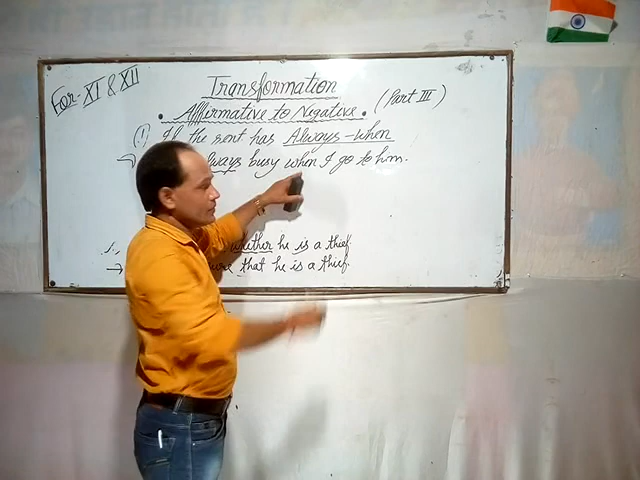 For XI & XII
Transformation
Affirmative to Negative. (Part III)
(1) If the sent has Always - When
→ always busy when I go to him.
whether he is a thief.
→ that he is a thief.